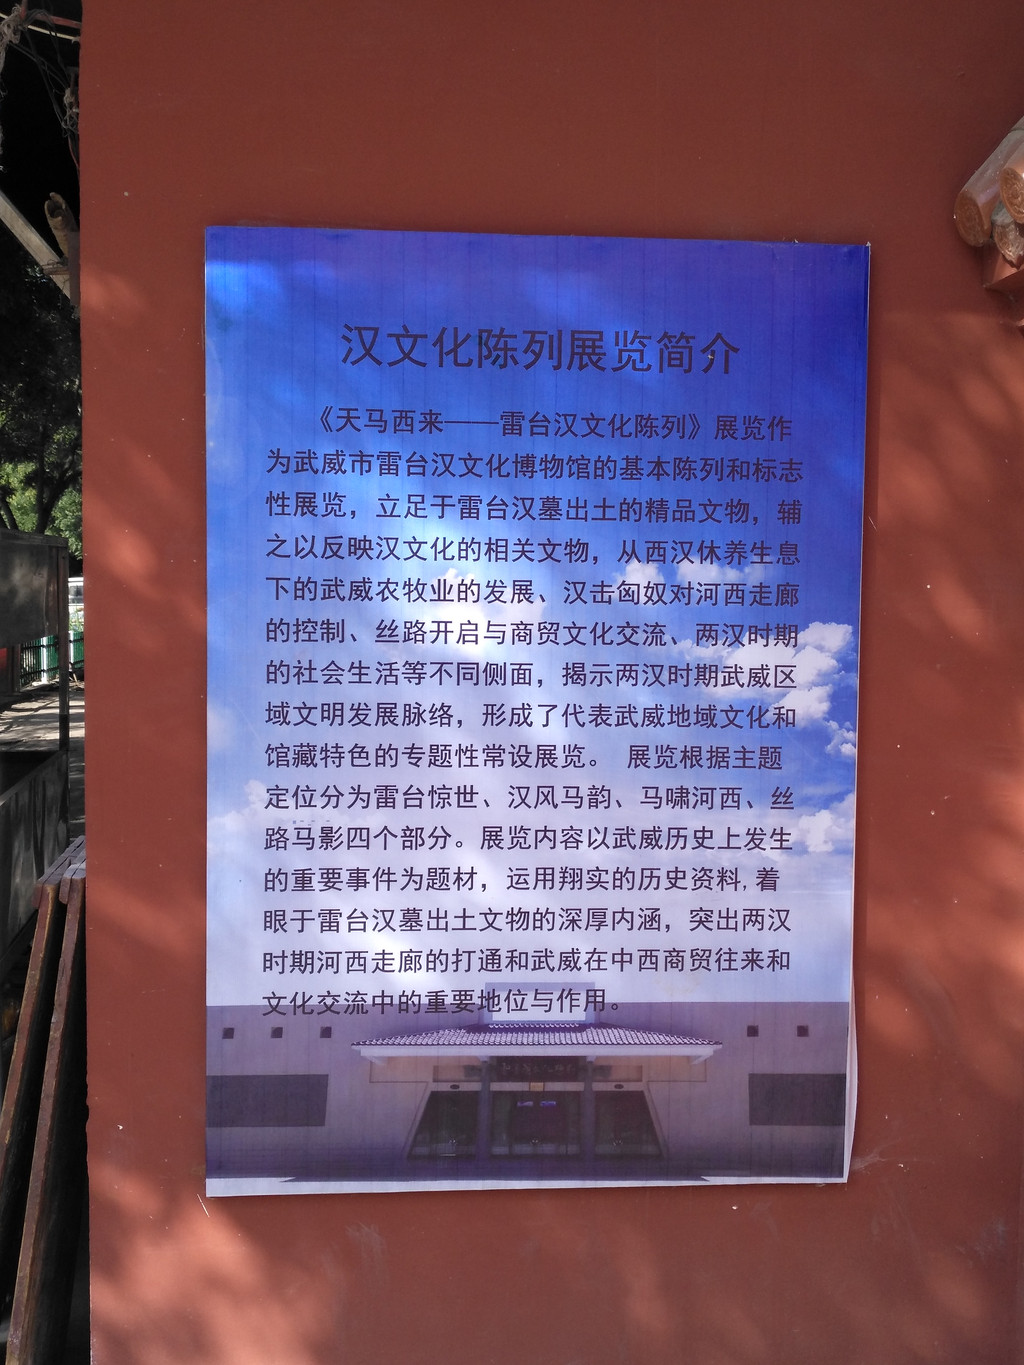 汉文化陈列展览简介
《天马西来——雷台汉文化陈列》展览作
为武威市雷台汉文化博物馆的基本陈列和标志
性展览，立足于雷台汉墓出土的精品文物，辅
之以反映汉文化的相关文物，从西汉休养生息
下的武威农牧业的发展、汉击匈奴对河西走廊
的控制、丝路开启与商贸文化交流、两汉时期
的社会生活等不同侧面，揭示两汉时期武威区
域文明发展脉络，形成了代表武威地域文化和
馆藏特色的专题性常设展览。 展览根据主题
定位分为雷台惊世、汉风马韵、马啸河西、丝
路马影四个部分。展览内容以武威历史上发生
的重要事件为题材，运用翔实的历史资料,着
眼于雷台汉墓出土文物的深厚内涵，突出两汉
时期河西走廊的打通和武威在中西商贸往来和
文化交流中的重要地位与作用。